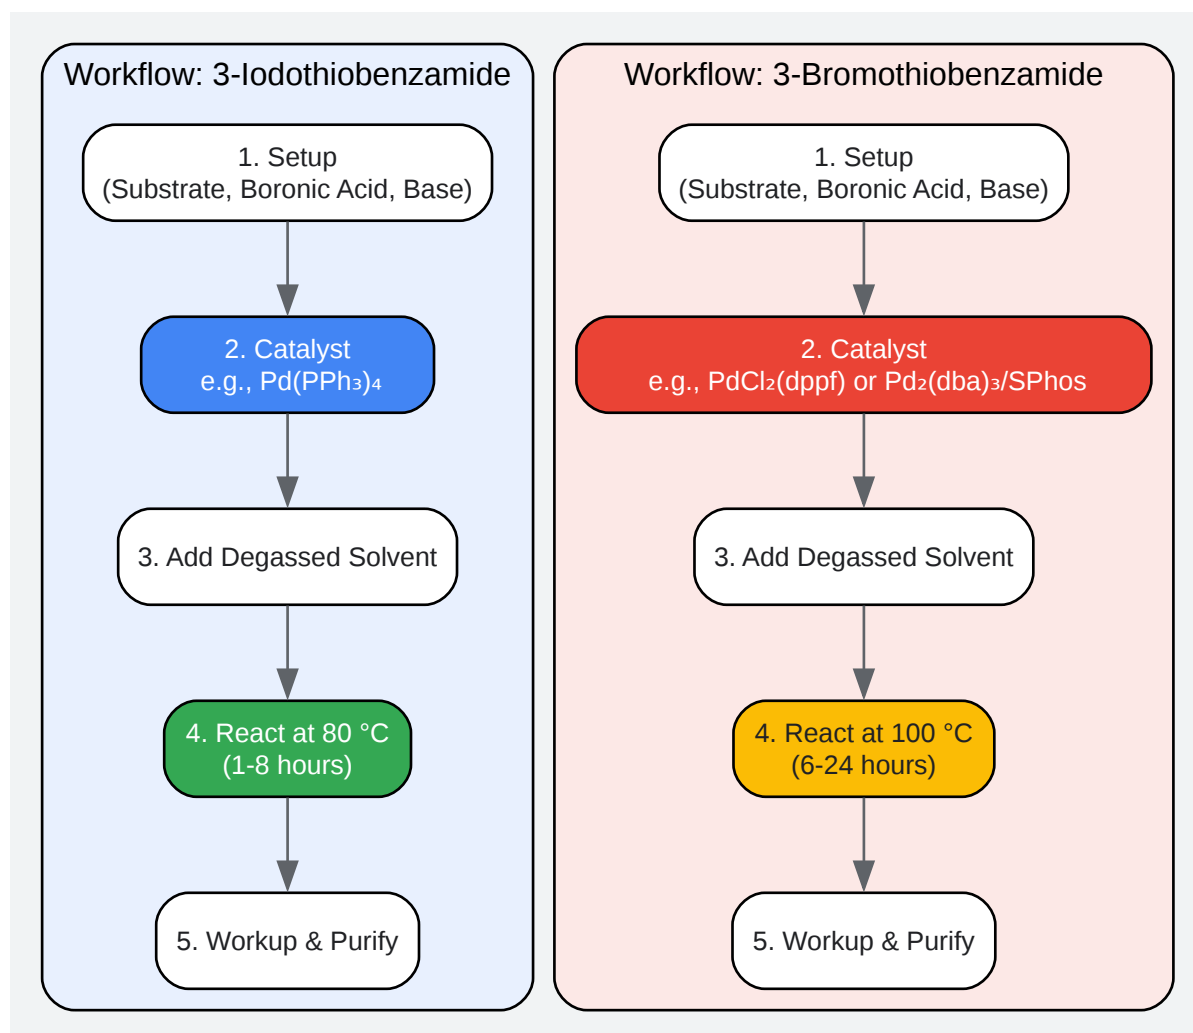 Workflow: 3-Iodothiobenzamide
1. Setup
(Substrate, Boronic Acid, Base)
2. Catalyst
e.g., Pd(PPh₃)₄
3. Add Degassed Solvent
4. React at 80 °C
(1-8 hours)
5. Workup & Purify
Workflow: 3-Bromothiobenzamide
1. Setup
(Substrate, Boronic Acid, Base)
2. Catalyst
e.g., PdCl₂(dppf) or Pd₂(dba)₃/SPhos
3. Add Degassed Solvent
4. React at 100 °C
(6-24 hours)
5. Workup & Purify